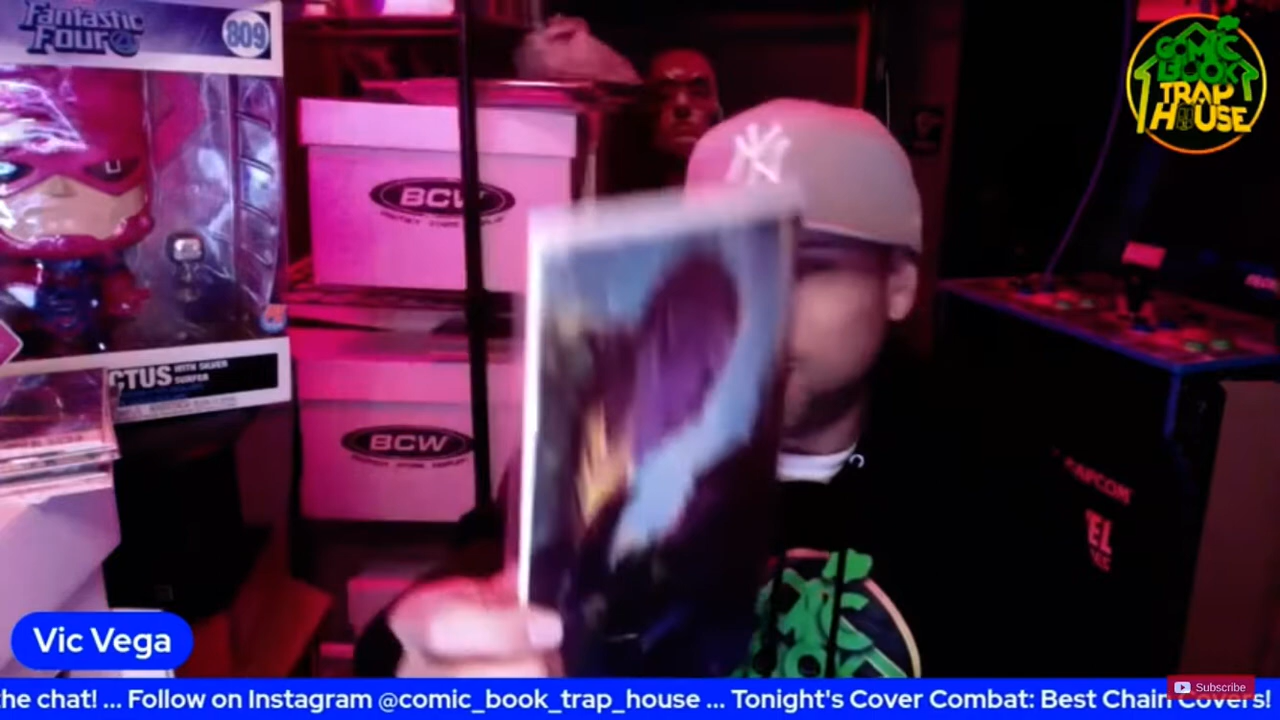 Fantastic
Four
809
COMIC
BOOK
TRAP
HOUSE
NY
BCW
CTUS WITH SILVER
SURFER
BCW
CAPCOM
Vic Vega
the chat! ... Follow on Instagram @comic_book_trap_house ... Tonight's Cover Combat: Best Chain Covers!
Subscribe